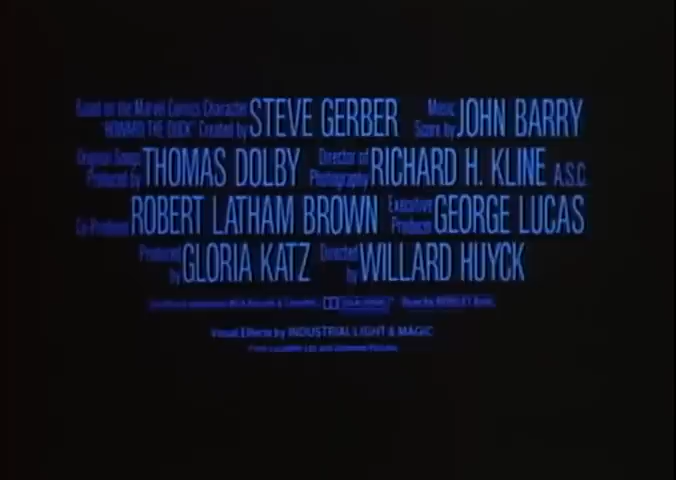 Based on the Marvel Comics Character "HOWARD THE DUCK" Created by STEVE GERBER Music Score by JOHN BARRY
Original Songs Produced by THOMAS DOLBY Director of Photography RICHARD H. KLINE A.S.C.
Co-Producer ROBERT LATHAM BROWN Executive Producer GEORGE LUCAS
Produced by GLORIA KATZ Directed by WILLARD HUYCK
Visual Effects by INDUSTRIAL LIGHT & MAGIC